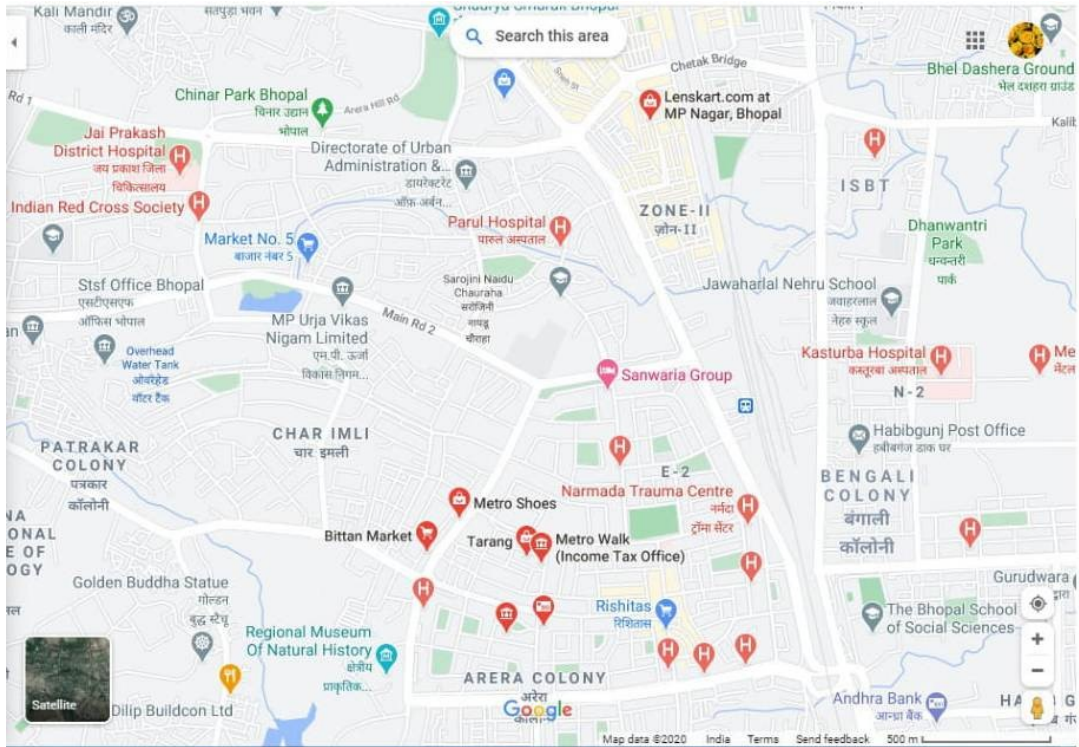 Kali Mandir
काली मंदिर
Search this area
Chetak Bridge
Bhel Dashera Ground
भेल दशहरा ग्राउंड
Rd 1
Chinar Park Bhopal
चिनार उद्यान
भोपाल
Arera Hill Rd
Lenskart.com at
MP Nagar, Bhopal
Jai Prakash
District Hospital
जय प्रकाश जिला
चिकित्सालय
Directorate of Urban
Administration &...
डायरेक्टरेट
ऑफ़ अर्बन...
ISBT
Indian Red Cross Society
Parul Hospital
पारुल अस्पताल
ZONE-II
ज़ोन-II
Dhanwantri
Park
धन्वन्तरी
पार्क
Market No. 5
बाजार नंबर 5
Stsf Office Bhopal
एसटीएसएफ
ऑफिस भोपाल
Sarojini Naidu
Chauraha
सरोजिनी
नायडू
चौराहा
Jawaharlal Nehru School
जवाहरलाल
नेहरु स्कूल
MP Urja Vikas
Nigam Limited
एम.पी. ऊर्जा
विकास निगम...
Main Rd 2
Overhead
Water Tank
ओवरहेड
वॉटर टैंक
Kasturba Hospital
कस्तूरबा अस्पताल
N-2
Sanwaria Group
PATRAKAR
COLONY
पत्रकार
कॉलोनी
CHAR IMLI
चार इमली
Habibgunj Post Office
हबीबगंज डाक घर
E-2
BENGALI
COLONY
बंगाली
कॉलोनी
Narmada Trauma Centre
नर्मदा
ट्रॉमा सेंटर
Metro Shoes
Bittan Market
Tarang
Metro Walk
(Income Tax Office)
Golden Buddha Statue
गोल्डन
बुद्ध स्टैचू
Gurudwara
Rishitas
रिशितास
The Bhopal School
of Social Sciences
Regional Museum
Of Natural History
क्षेत्रीय
प्राकृतिक...
ARERA COLONY
अरेरा
Google
Satellite
Dilip Buildcon Ltd
Andhra Bank
आन्ध्रा बैंक
Map data ©2020 India Terms Send feedback 500 m